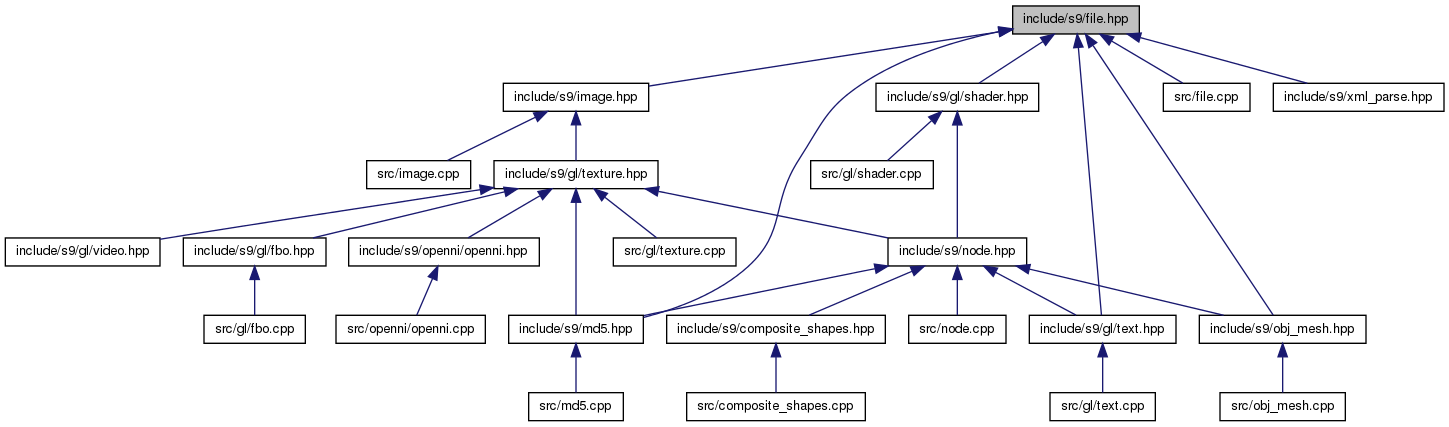 include/s9/file.hpp
include/s9/image.hpp
include/s9/gl/shader.hpp
src/file.cpp
include/s9/xml_parse.hpp
src/image.cpp
include/s9/gl/texture.hpp
src/gl/shader.cpp
include/s9/gl/video.hpp
include/s9/gl/fbo.hpp
include/s9/openni/openni.hpp
src/gl/texture.cpp
include/s9/node.hpp
src/gl/fbo.cpp
src/openni/openni.cpp
include/s9/md5.hpp
include/s9/composite_shapes.hpp
src/node.cpp
include/s9/gl/text.hpp
include/s9/obj_mesh.hpp
src/md5.cpp
src/composite_shapes.cpp
src/gl/text.cpp
src/obj_mesh.cpp